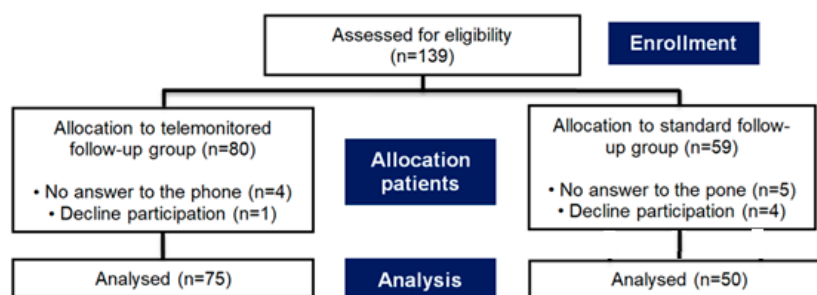 Assessed for eligibility
(n=139)
Enrollment
Allocation to telemonitored
follow-up group (n=80)
• No answer to the phone (n=4)
• Decline participation (n=1)
Allocation
patients
Allocation to standard follow-
up group (n=59)
• No answer to the pone (n=5)
• Decline participation (n=4)
Analysed (n=75)
Analysis
Analysed (n=50)